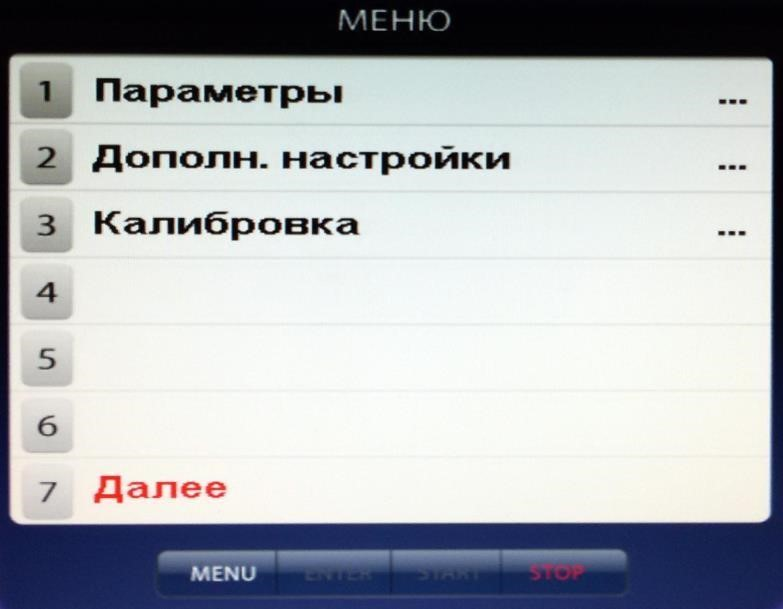 МЕНЮ
1 Параметры ...
2 Дополн. настройки ...
3 Калибровка ...
4
5
6
7 Далее
MENU ENTER START STOP